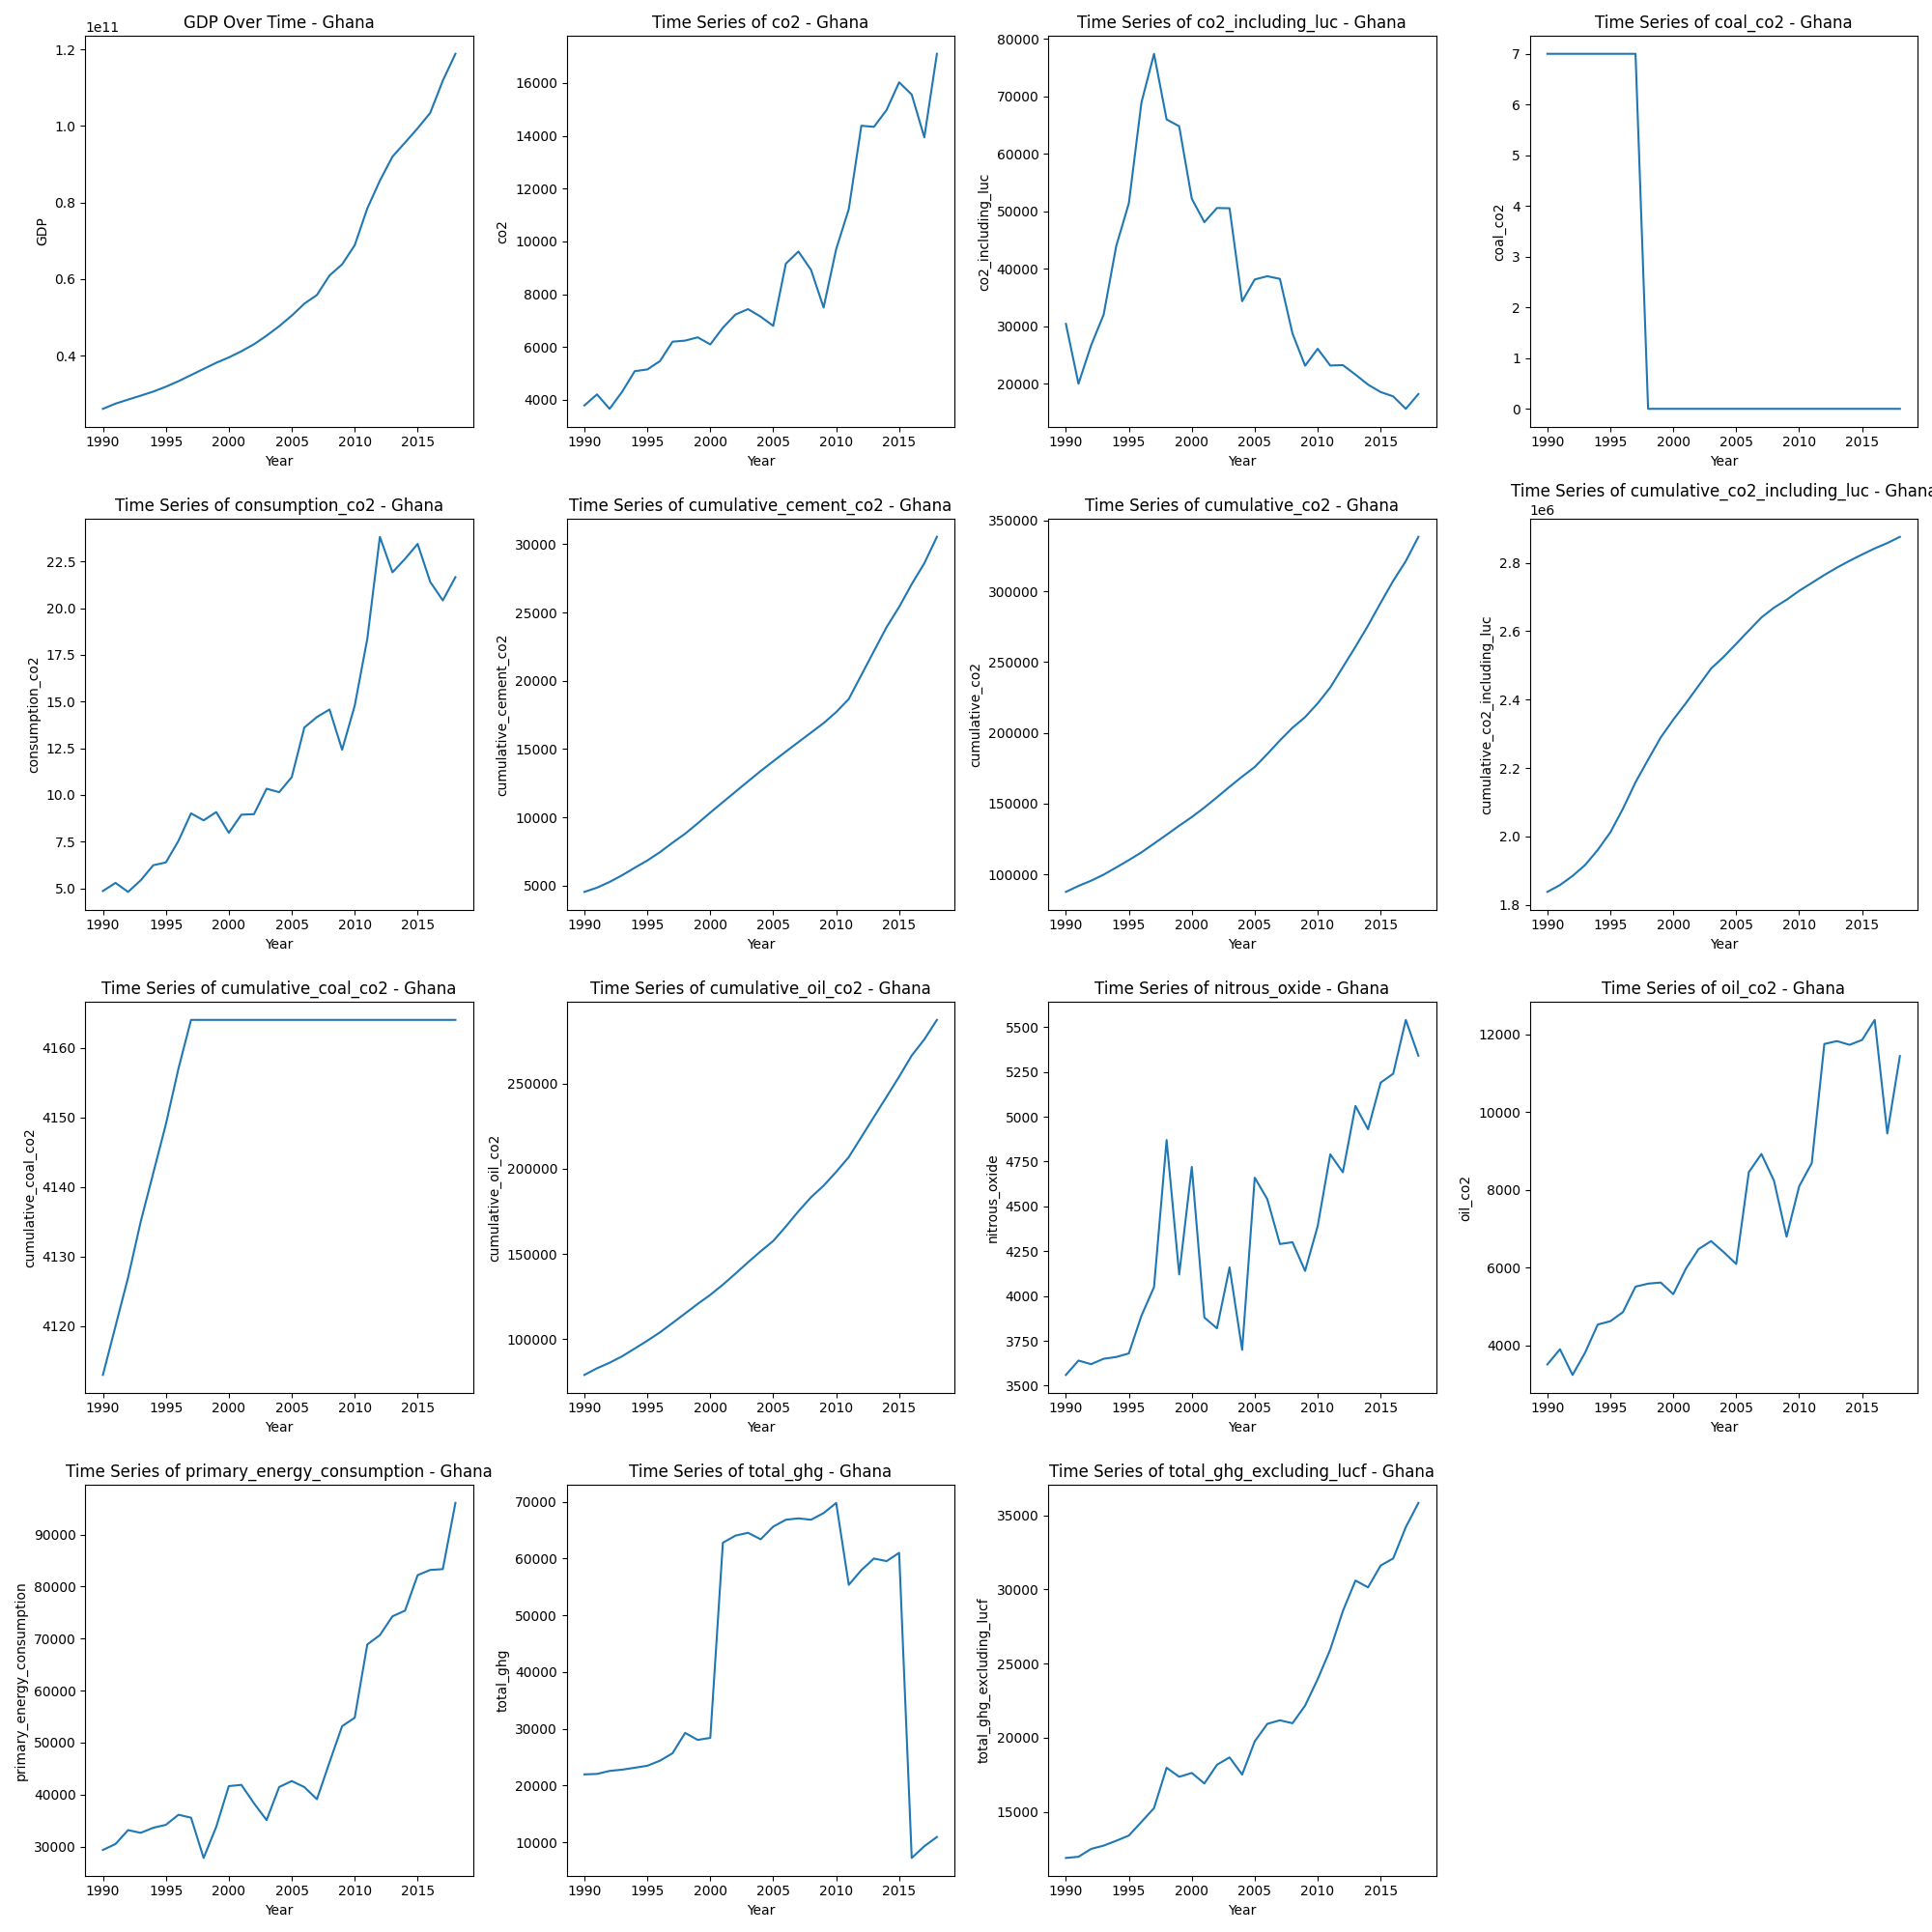 GDP Over Time - Ghana
1e11
1.2
1.0
0.8
0.6
0.4
GDP
1990 1995 2000 2005 2010 2015
Year
Time Series of co2 - Ghana
16000
14000
12000
10000
8000
6000
4000
co2
1990 1995 2000 2005 2010 2015
Year
Time Series of co2_including_luc - Ghana
80000
70000
60000
50000
40000
30000
20000
co2_including_luc
1990 1995 2000 2005 2010 2015
Year
Time Series of coal_co2 - Ghana
7
6
5
4
3
2
1
0
coal_co2
1990 1995 2000 2005 2010 2015
Year
Time Series of consumption_co2 - Ghana
22.5
20.0
17.5
15.0
12.5
10.0
7.5
5.0
consumption_co2
1990 1995 2000 2005 2010 2015
Year
Time Series of cumulative_cement_co2 - Ghana
30000
25000
20000
15000
10000
5000
cumulative_cement_co2
1990 1995 2000 2005 2010 2015
Year
Time Series of cumulative_co2 - Ghana
350000
300000
250000
200000
150000
100000
cumulative_co2
1990 1995 2000 2005 2010 2015
Year
Time Series of cumulative_co2_including_luc - Ghana
1e6
2.8
2.6
2.4
2.2
2.0
1.8
cumulative_co2_including_luc
1990 1995 2000 2005 2010 2015
Year
Time Series of cumulative_coal_co2 - Ghana
4160
4150
4140
4130
4120
cumulative_coal_co2
1990 1995 2000 2005 2010 2015
Year
Time Series of cumulative_oil_co2 - Ghana
250000
200000
150000
100000
cumulative_oil_co2
1990 1995 2000 2005 2010 2015
Year
Time Series of nitrous_oxide - Ghana
5500
5250
5000
4750
4500
4250
4000
3750
3500
nitrous_oxide
1990 1995 2000 2005 2010 2015
Year
Time Series of oil_co2 - Ghana
12000
10000
8000
6000
4000
oil_co2
1990 1995 2000 2005 2010 2015
Year
Time Series of primary_energy_consumption - Ghana
90000
80000
70000
60000
50000
40000
30000
primary_energy_consumption
1990 1995 2000 2005 2010 2015
Year
Time Series of total_ghg - Ghana
70000
60000
50000
40000
30000
20000
10000
total_ghg
1990 1995 2000 2005 2010 2015
Year
Time Series of total_ghg_excluding_lucf - Ghana
35000
30000
25000
20000
15000
total_ghg_excluding_lucf
1990 1995 2000 2005 2010 2015
Year